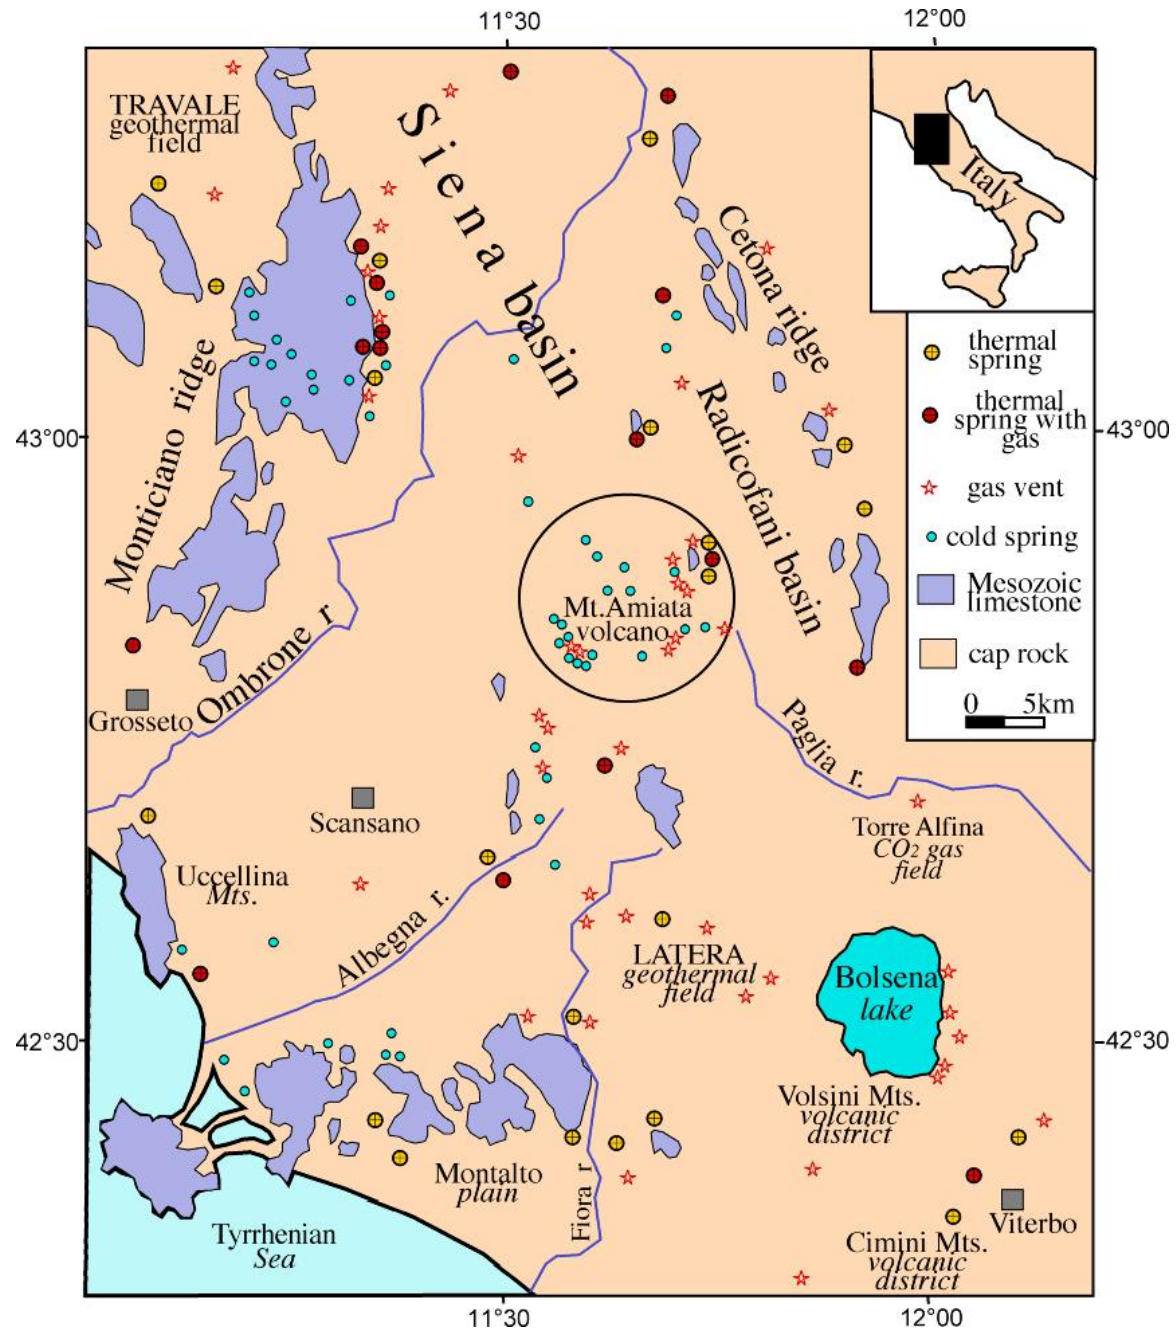 11°30
12°00
TRAVALE
geothermal
field
Siena basin
Italy
Cetona ridge
thermal
spring
thermal
spring with
gas
gas vent
cold spring
Mesozoic
limestone
cap rock
0 5km
Monticiano ridge
43°00
43°00
Radicofani basin
Mt.Amiata
volcano
Ombrone r
Grosseto
Paglia r.
Scansano
Torre Alfina
CO2 gas
field
Uccellina
Mts.
Albegna r.
LATERA
geothermal
field
Bolsena
lake
42°30
42°30
Volsini Mts.
volcanic
district
Montalto
plain
Fiora r
Viterbo
Tyrrhenian
Sea
Cimini Mts.
volcanic
district
11°30
12°00